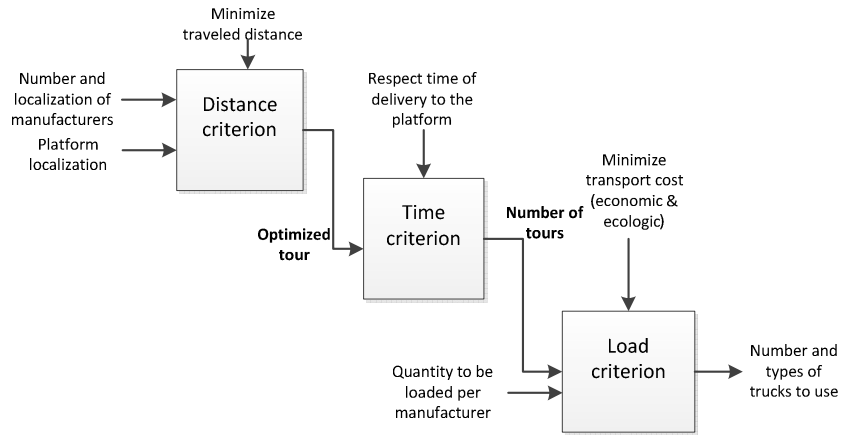 Minimize
traveled distance
Number and
localization of
manufacturers
Platform
localization
Distance
criterion
Respect time of
delivery to the
platform
Optimized
tour
Time
criterion
Number of
tours
Minimize
transport cost
(economic &
ecologic)
Quantity to be
loaded per
manufacturer
Load
criterion
Number and
types of
trucks to use